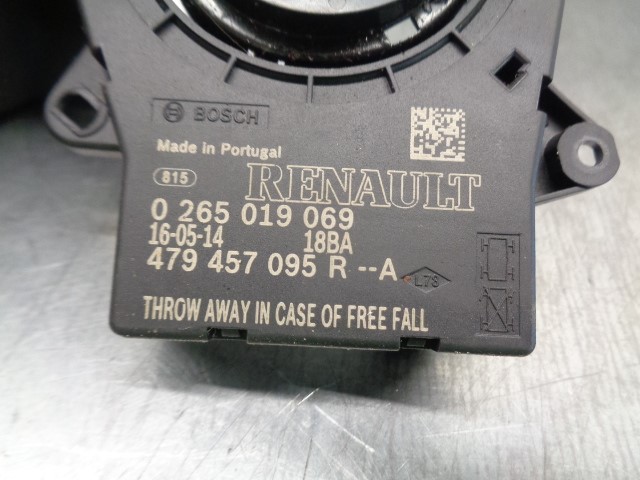 BOSCH
Made in Portugal
815
RENAULT
0 265 019 069
16-05-14 18BA
479 457 095 R --A
L7S
THROW AWAY IN CASE OF FREE FALL